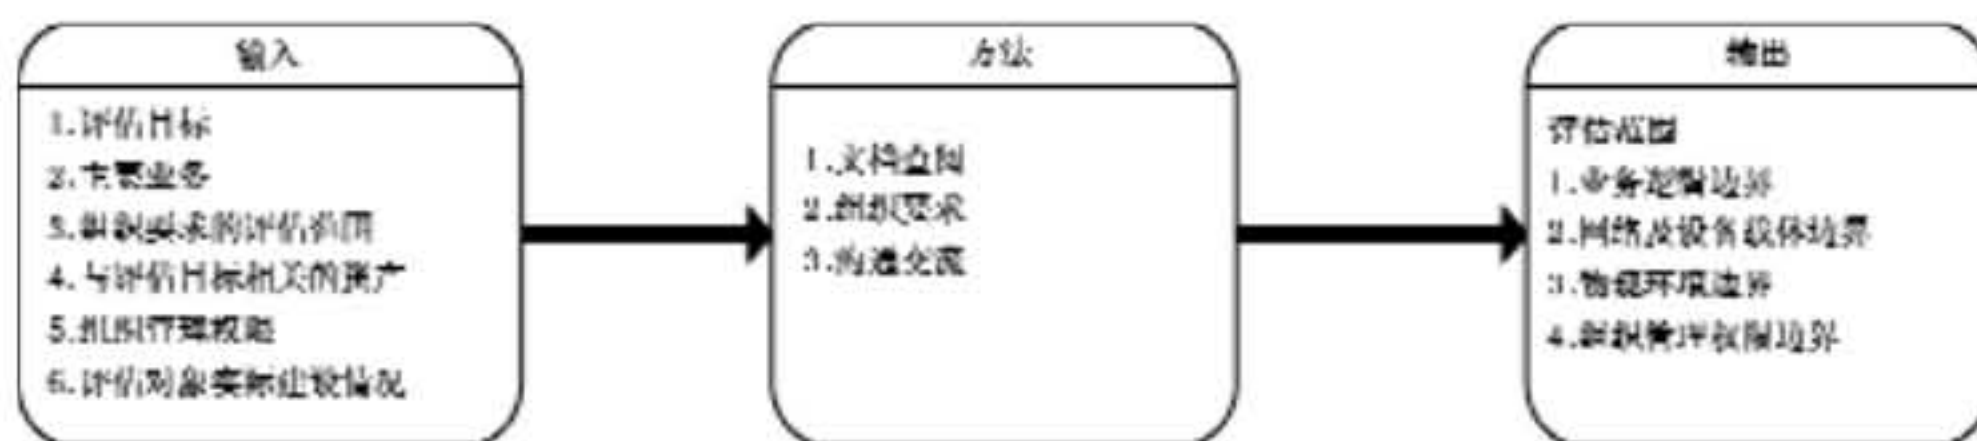 输入
1.评估目标
2.主要业务
3.组织要求的评估范围
4.与评估目标相关的资产
5.组织管理权限
6.评估对象实际建设情况
方法
1.文档查阅
2.组织要求
3.沟通交流
输出
评估范围
1.业务逻辑边界
2.网络及设备载体边界
3.物理环境边界
4.组织管理权限边界